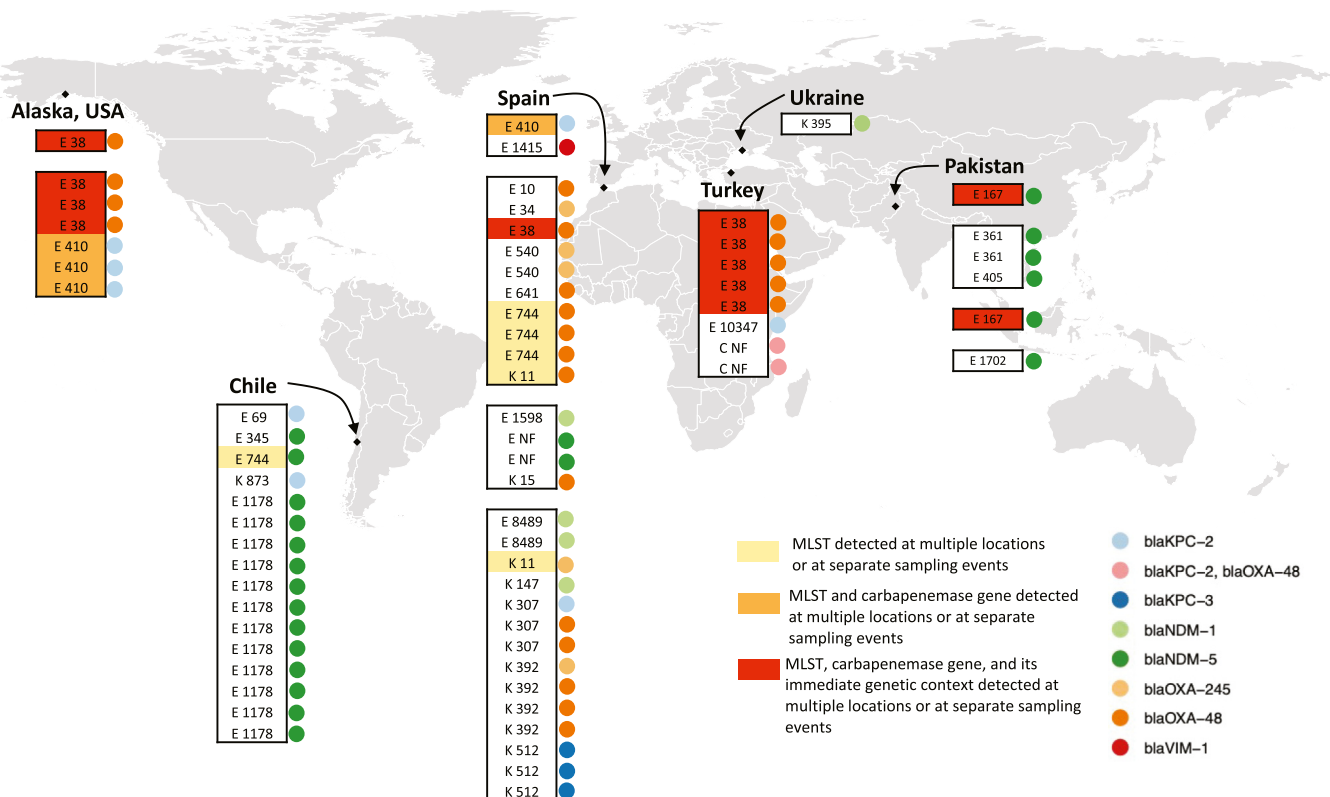 Alaska, USA
E 38
E 38
E 38
E 38
E 410
E 410
E 410
Chile
E 69
E 345
E 744
K 873
E 1178
E 1178
E 1178
E 1178
E 1178
E 1178
E 1178
E 1178
E 1178
E 1178
E 1178
E 1178
Spain
E 410
E 1415
E 10
E 34
E 38
E 540
E 540
E 641
E 744
E 744
E 744
K 11
E 1598
E NF
E NF
K 15
E 8489
E 8489
K 11
K 147
K 307
K 307
K 307
K 392
K 392
K 392
K 392
K 512
K 512
K 512
Turkey
E 38
E 38
E 38
E 38
E 38
E 10347
C NF
C NF
Ukraine
K 395
Pakistan
E 167
E 361
E 361
E 405
E 167
E 1702
MLST detected at multiple locations
or at separate sampling events
MLST and carbapenemase gene detected
at multiple locations or at separate
sampling events
MLST, carbapenemase gene, and its
immediate genetic context detected at
multiple locations or at separate sampling
events
blaKPC−2
blaKPC−2, blaOXA−48
blaKPC−3
blaNDM−1
blaNDM−5
blaOXA−245
blaOXA−48
blaVIM−1